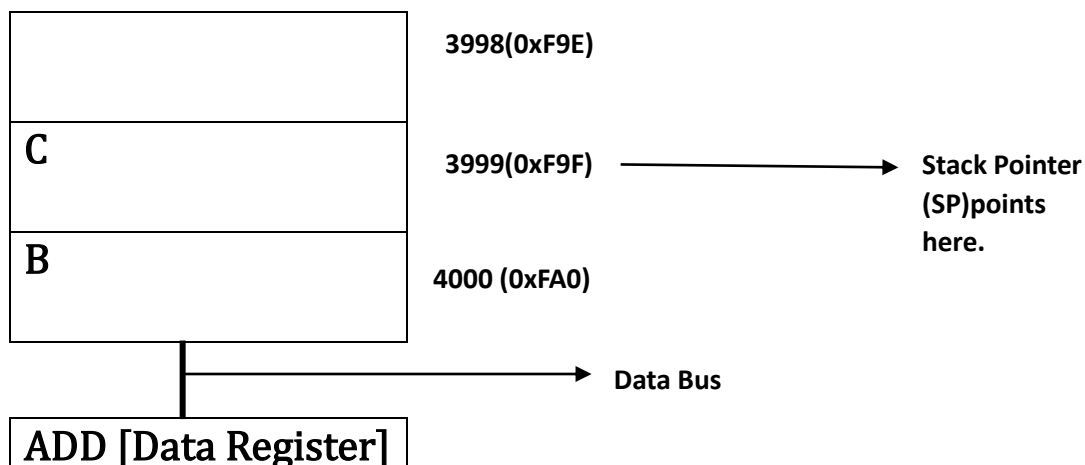 3998(0xF9E)
C
3999(0xF9F)
Stack Pointer
(SP)points
here.
B
4000 (0xFA0)
Data Bus
ADD [Data Register]